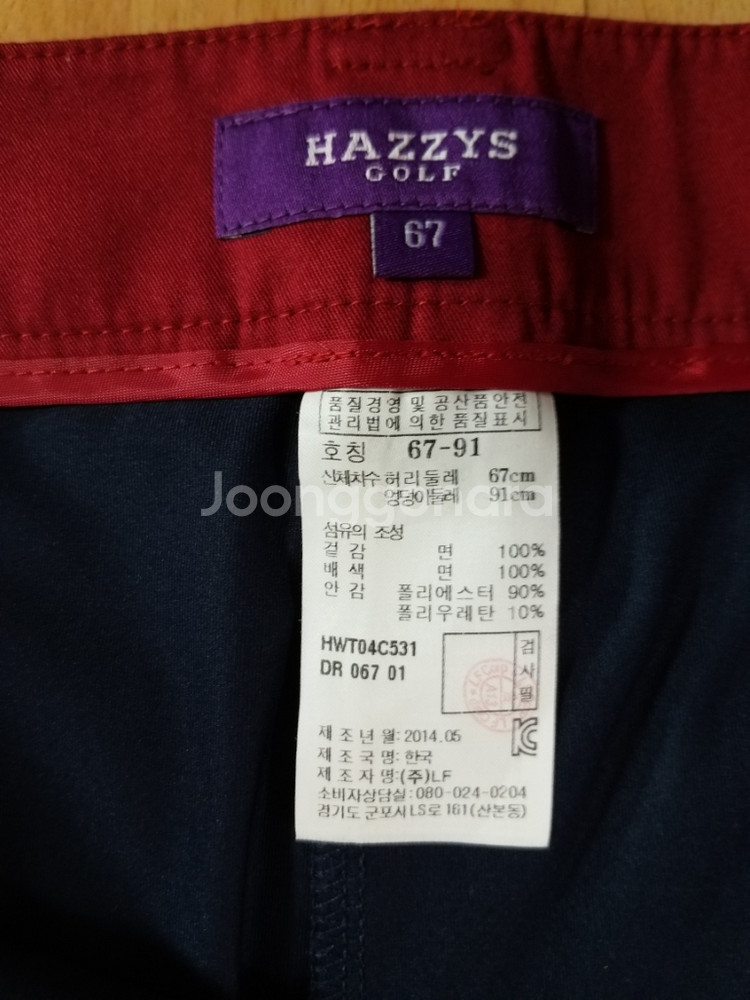 HAZZYS
GOLF
67
품질경영 및 공산품안전
관리법에 의한 품질표시
호칭 67-91
신체치수 허리둘레 67cm
엉덩이둘레 91cm
Joonggonara
섬유의 조성
겉감 면 100%
배색 면 100%
안감 폴리에스터 90%
폴리우레탄 10%
HWT04C531
DR 067 01
검사필
제조년월: 2014.05
제조국명: 한국
제조자명: (주)LF
소비자상담실: 080-024-0204
경기도 군포시 LS로 161(산본동)